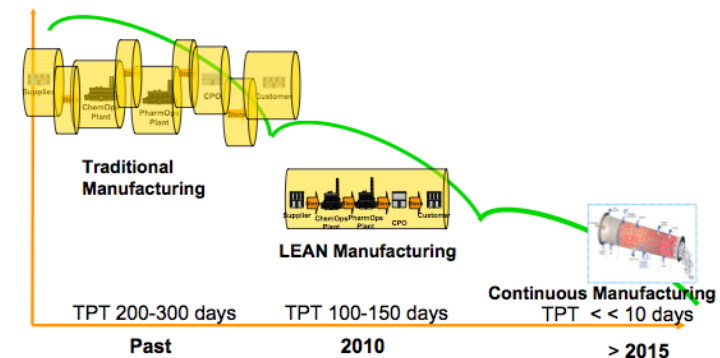 Supplier
ChemOps
Plant
PharmOps
Plant
CPO
Customer
Traditional
Manufacturing
Supplier
ChemOps
Plant
PharmOps
Plant
CPO
Customer
LEAN Manufacturing
Continuous Manufacturing
TPT 200-300 days
TPT 100-150 days
TPT << 10 days
Past
2010
> 2015